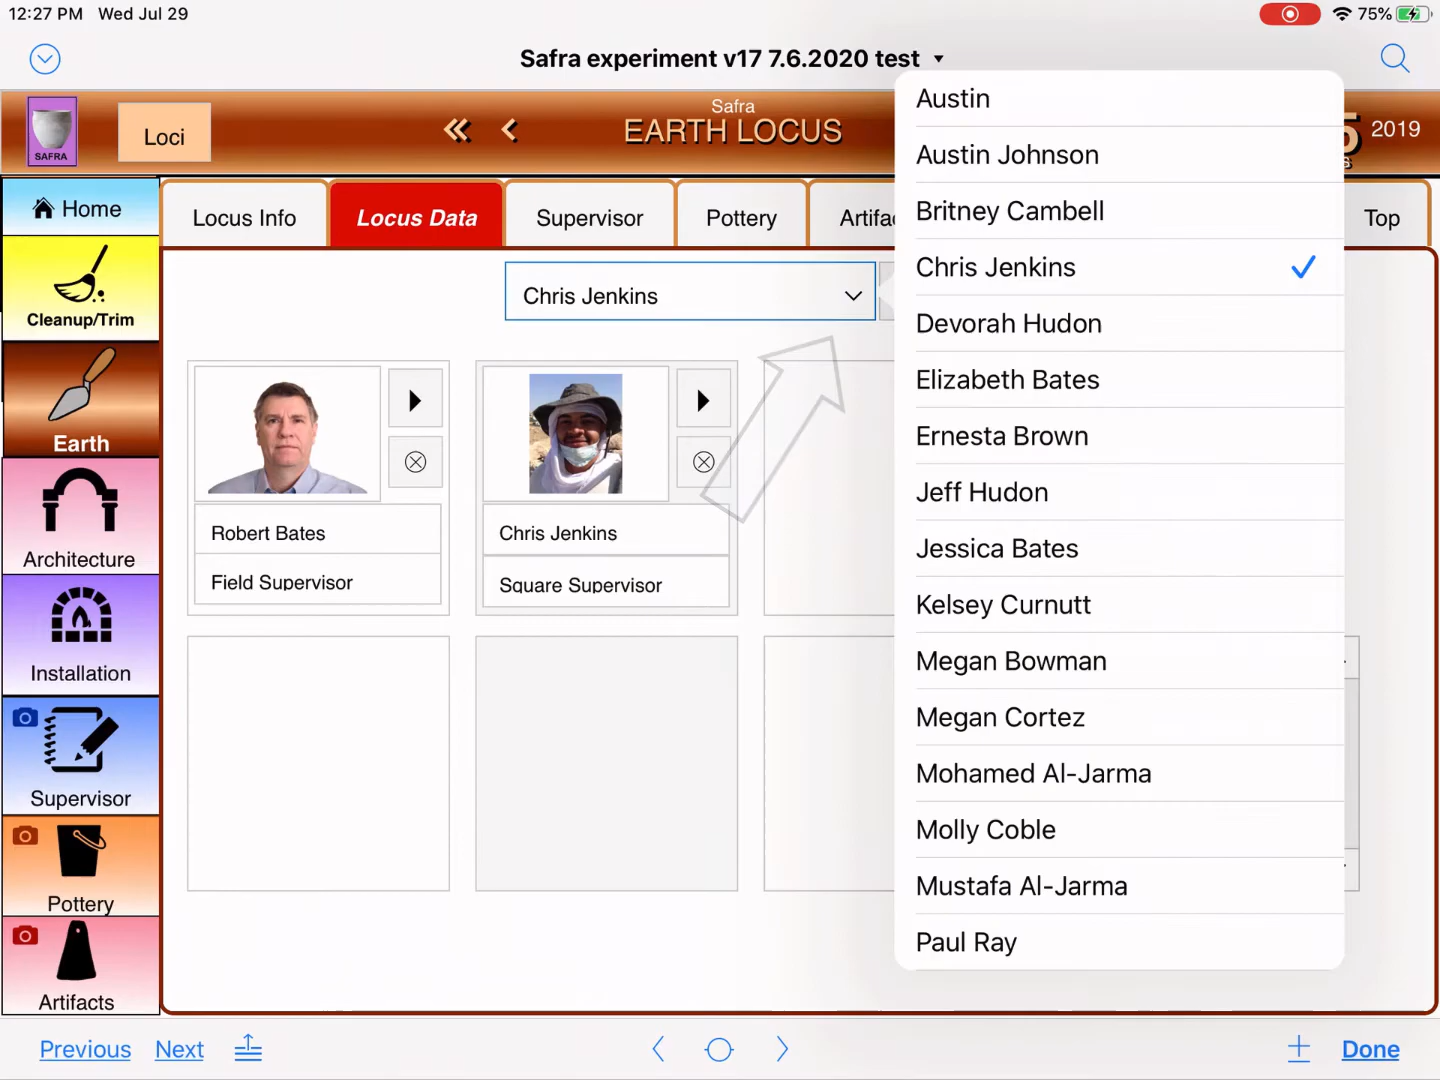 12:27 PM Wed Jul 29
75%
Safra experiment v17 7.6.2020 test
SAFRA
Loci
Safra
EARTH LOCUS
5
2019
Home
Cleanup/Trim
Earth
Architecture
Installation
Supervisor
Pottery
Artifacts
Locus Info
Locus Data
Supervisor
Pottery
Artifac
Top
Chris Jenkins
Robert Bates
Field Supervisor
Chris Jenkins
Square Supervisor
Austin
Austin Johnson
Britney Cambell
Chris Jenkins
Devorah Hudon
Elizabeth Bates
Ernesta Brown
Jeff Hudon
Jessica Bates
Kelsey Curnutt
Megan Bowman
Megan Cortez
Mohamed Al-Jarma
Molly Coble
Mustafa Al-Jarma
Paul Ray
Previous
Next
Done